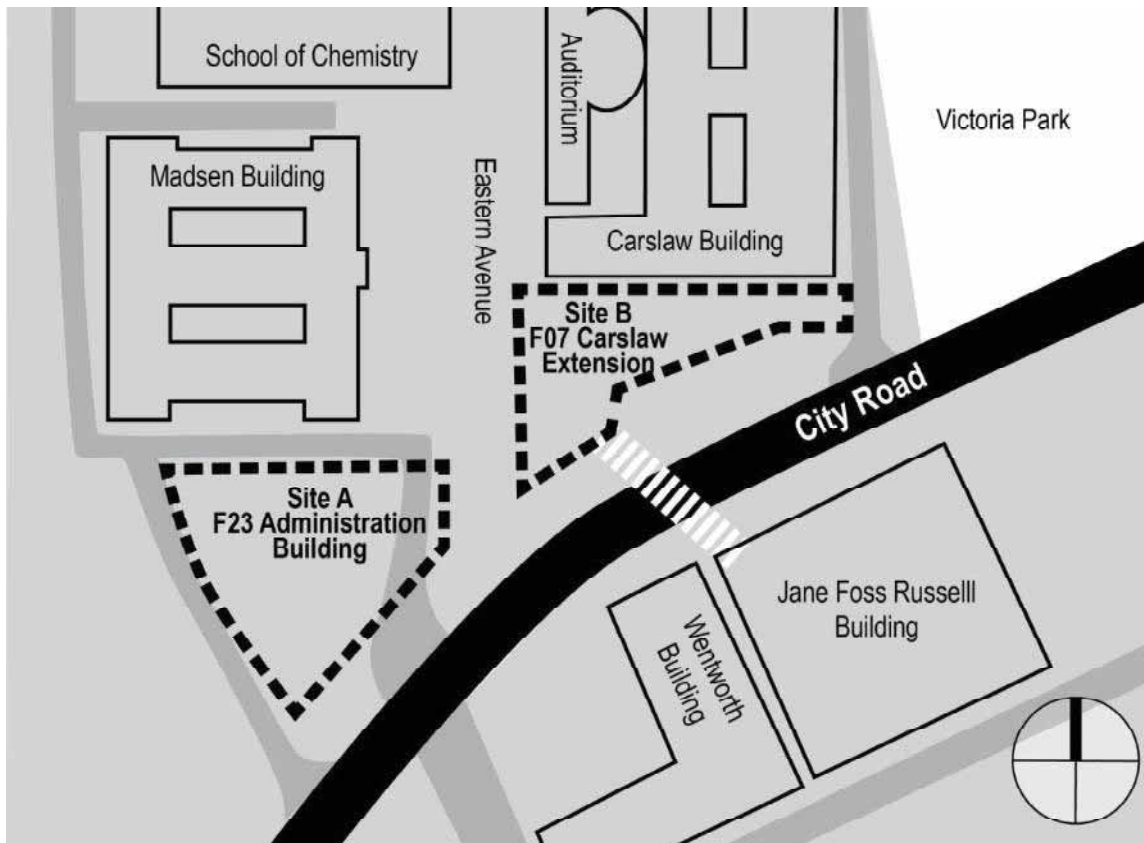 School of Chemistry
Auditorium
Victoria Park
Madsen Building
Eastern Avenue
Carslaw Building
Site B
F07 Carslaw
Extension
City Road
Site A
F23 Administration
Building
Jane Foss Russelll
Building
Wentworth
Building